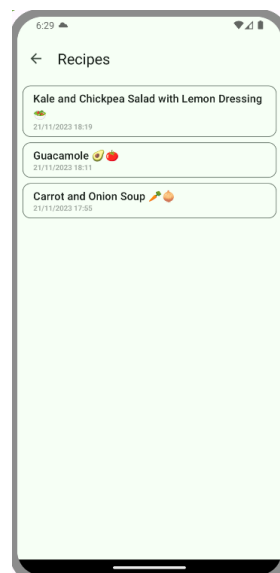 6:29
Recipes
Kale and Chickpea Salad with Lemon Dressing
🥗
21/11/2023 18:19
Guacamole 🥑🍅
21/11/2023 18:11
Carrot and Onion Soup 🥕🧅
21/11/2023 17:55